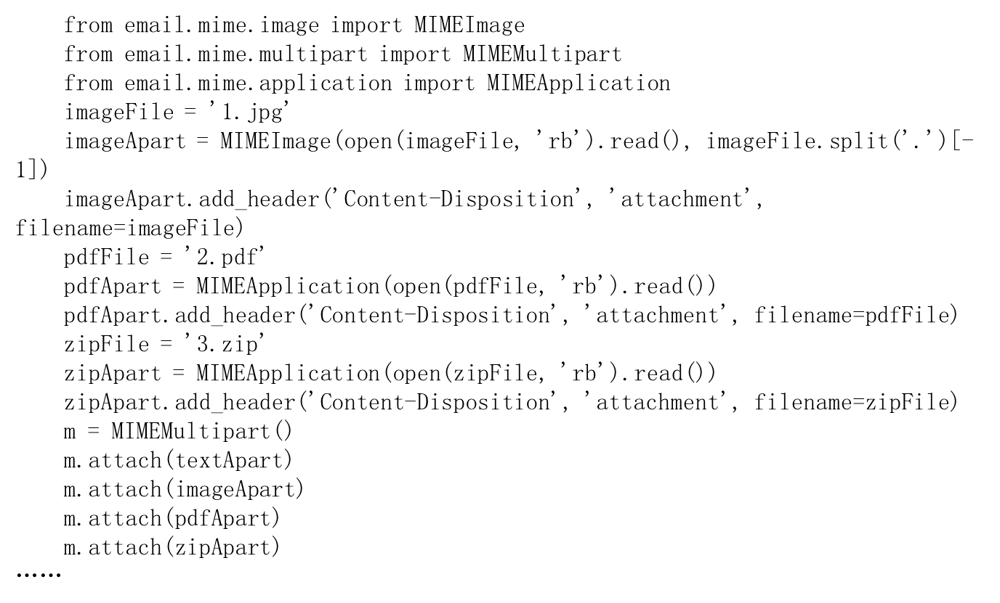 from email.mime.image import MIMEImage
from email.mime.multipart import MIMEMultipart
from email.mime.application import MIMEApplication
imageFile = '1.jpg'
imageApart = MIMEImage(open(imageFile, 'rb').read(), imageFile.split('.')[-
1])
imageApart.add_header('Content-Disposition', 'attachment',
filename=imageFile)
pdfFile = '2.pdf'
pdfApart = MIMEApplication(open(pdfFile, 'rb').read())
pdfApart.add_header('Content-Disposition', 'attachment', filename=pdfFile)
zipFile = '3.zip'
zipApart = MIMEApplication(open(zipFile, 'rb').read())
zipApart.add_header('Content-Disposition', 'attachment', filename=zipFile)
m = MIMEMultipart()
m.attach(textApart)
m.attach(imageApart)
m.attach(pdfApart)
m.attach(zipApart)
……